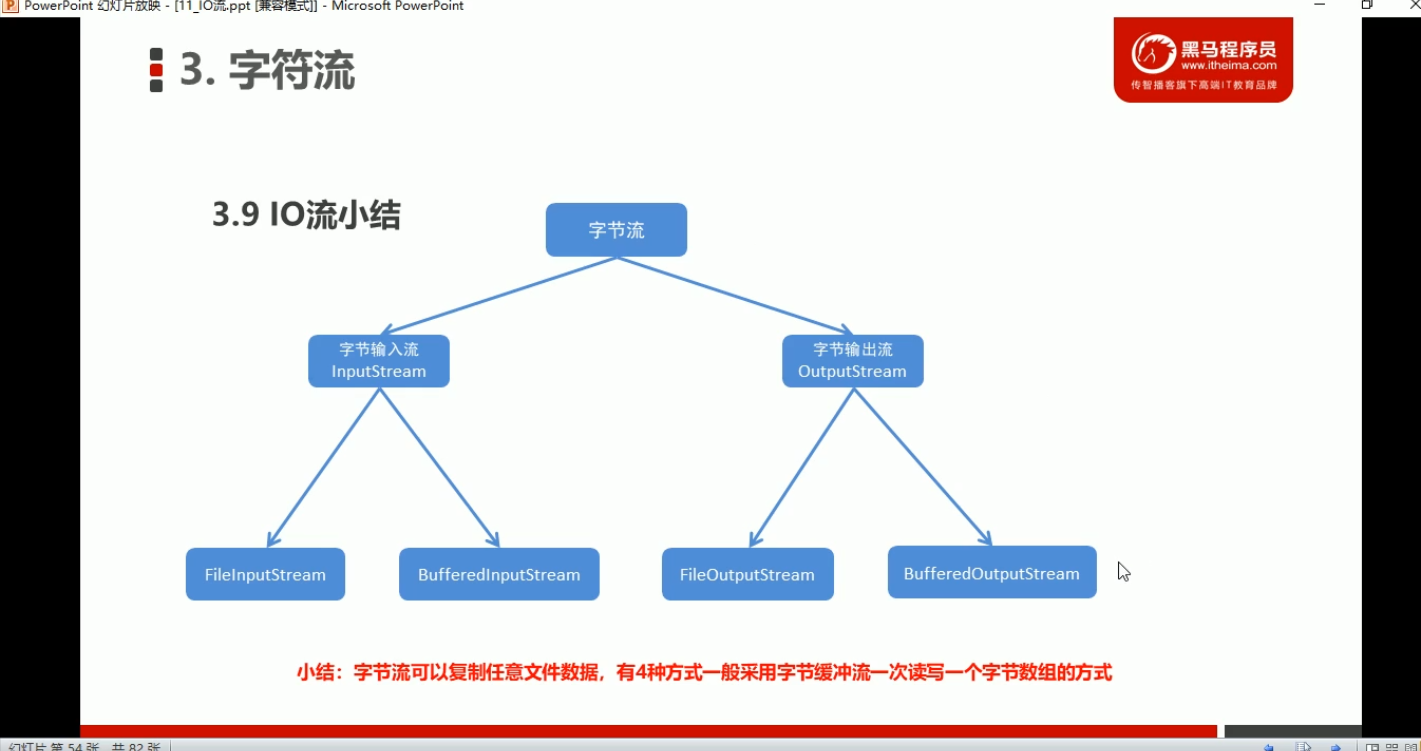 PowerPoint 幻灯片放映 - [11_IO流.ppt [兼容模式]] - Microsoft PowerPoint
3. 字符流
黑马程序员
www.itheima.com
传智播客旗下高端IT教育品牌
3.9 IO流小结
字节流
字节输入流
InputStream
字节输出流
OutputStream
FileInputStream
BufferedInputStream
FileOutputStream
BufferedOutputStream
小结：字节流可以复制任意文件数据，有4种方式一般采用字节缓冲流一次读写一个字节数组的方式
幻灯片 第 54 张，共 82 张